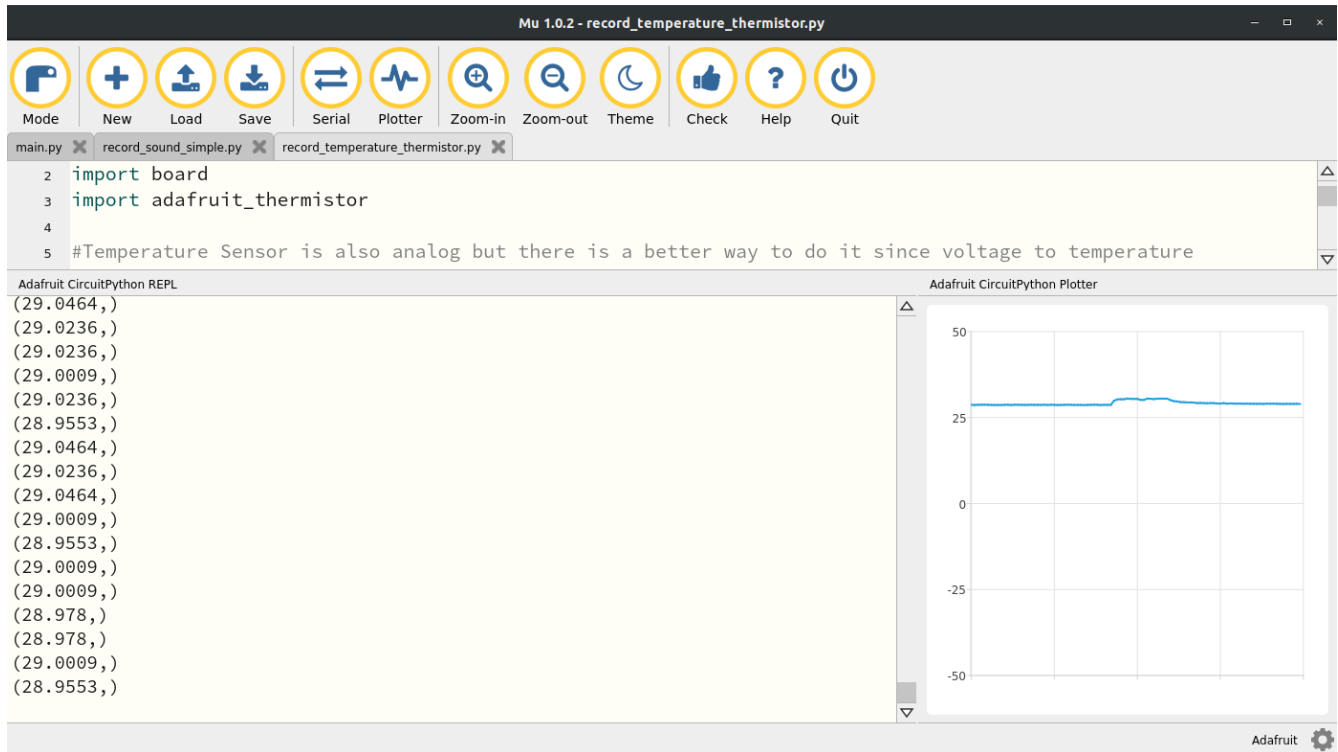 Mu 1.0.2 - record_temperature_thermistor.py
Mode New Load Save Serial Plotter Zoom-in Zoom-out Theme Check Help Quit
main.py record_sound_simple.py record_temperature_thermistor.py
2 import board
3 import adafruit_thermistor
4
5 #Temperature Sensor is also analog but there is a better way to do it since voltage to temperature
Adafruit CircuitPython REPL
(29.0464,)
(29.0236,)
(29.0236,)
(29.0009,)
(29.0236,)
(28.9553,)
(29.0464,)
(29.0236,)
(29.0464,)
(29.0009,)
(28.9553,)
(29.0009,)
(29.0009,)
(28.978,)
(28.978,)
(29.0009,)
(28.9553,)
Adafruit CircuitPython Plotter
50
25
0
-25
-50
Adafruit